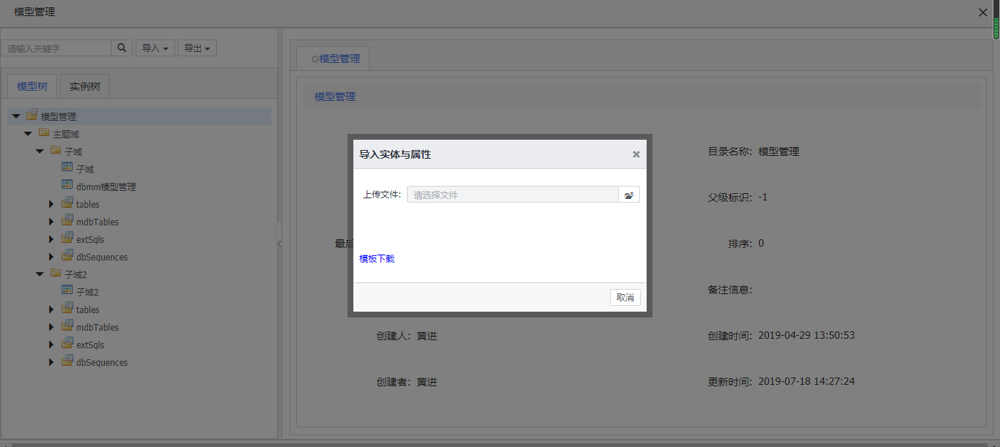 模型管理
请输入关键字
导入
导出
模型树
实例树
模型管理
主题域
子域
子域
dbmm模型管理
tables
mdbTables
extSqls
dbSequences
子域2
子域2
tables
mdbTables
extSqls
dbSequences
模型管理
模型管理
目录名称: 模型管理
父级标识: -1
最后
排序: 0
备注信息:
创建人: 黄进
创建时间: 2019-04-29 13:50:53
创建者: 黄进
更新时间: 2019-07-18 14:27:24
导入实体与属性
上传文件: 请选择文件
模板下载
取消